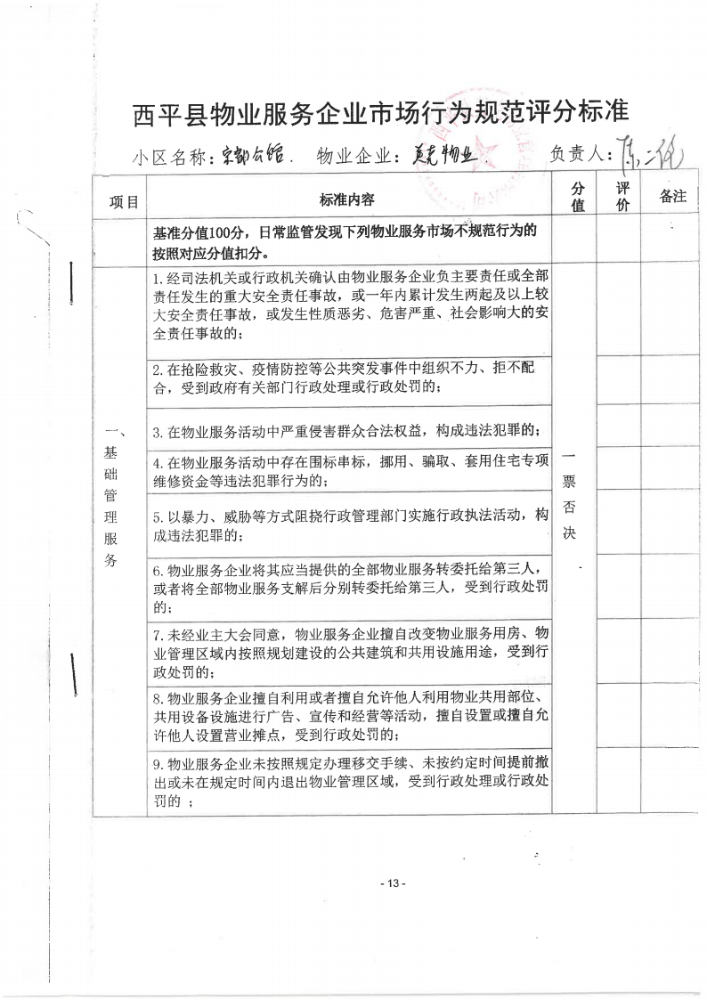 西平县物业服务企业市场行为规范评分标准
小区名称：宋都公馆. 物业企业：物业 负责人：陈二
项目 标准内容 分值 评价 备注
基准分值100分，日常监管发现下列物业服务市场不规范行为的
按照对应分值扣分。
一、基础管理服务
1.经司法机关或行政机关确认由物业服务企业负主要责任或全部
责任发生的重大安全责任事故，或一年内累计发生两起及以上较
大安全责任事故，或发生性质恶劣、危害严重、社会影响大的安
全责任事故的；
2.在抢险救灾、疫情防控等公共突发事件中组织不力、拒不配
合，受到政府有关部门行政处理或行政处罚的；
3.在物业服务活动中严重侵害群众合法权益，构成违法犯罪的；
4.在物业服务活动中存在围标串标，挪用、骗取、套用住宅专项
维修资金等违法犯罪行为的；
5.以暴力、威胁等方式阻挠行政管理部门实施行政执法活动，构
成违法犯罪的；
6.物业服务企业将其应当提供的全部物业服务转委托给第三人，
或者将全部物业服务支解后分别转委托给第三人，受到行政处罚
的；
7.未经业主大会同意，物业服务企业擅自改变物业服务用房、物
业管理区域内按照规划建设的公共建筑和共用设施用途，受到行
政处罚的；
8.物业服务企业擅自利用或者擅自允许他人利用物业共用部位、
共用设备设施进行广告、宣传和经营等活动，擅自设置或擅自允
许他人设置营业摊点，受到行政处罚的；
9.物业服务企业未按照规定办理移交手续、未按约定时间提前撤
出或未在规定时间内退出物业管理区域，受到行政处理或行政处
罚的 ；
一票否决
- 13 -